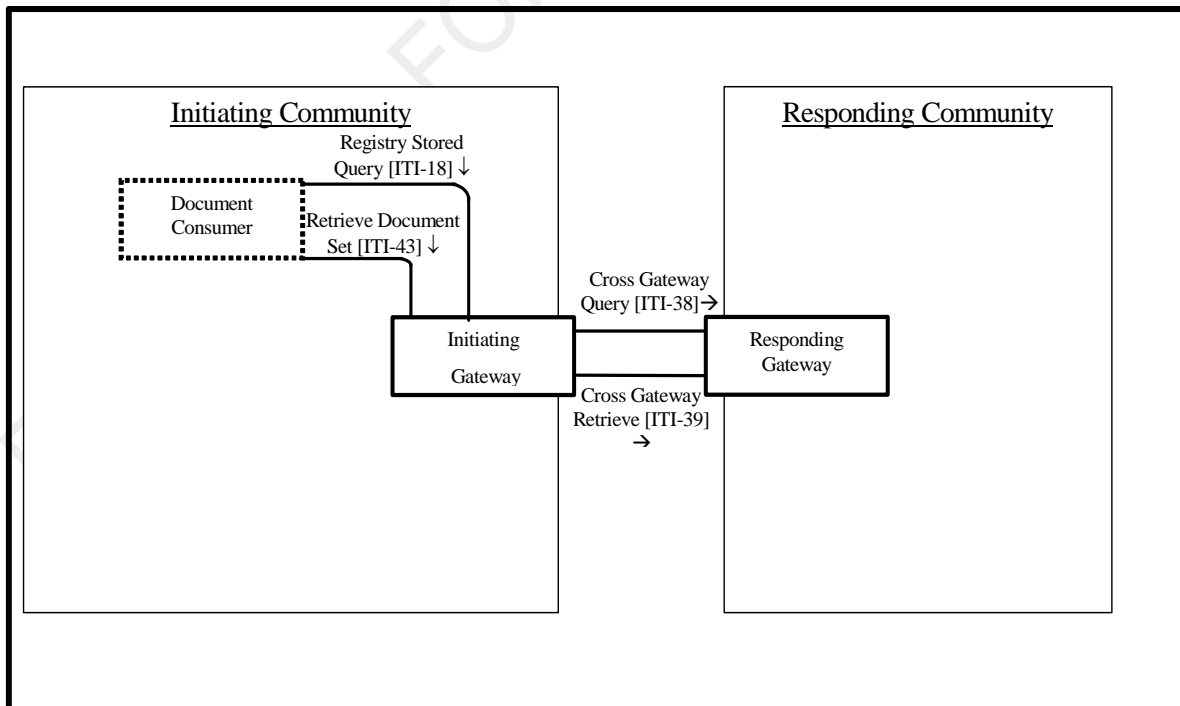 Initiating Community
Registry Stored
Query [ITI-18] ↓
Document
Consumer
Retrieve Document
Set [ITI-43] ↓
Initiating
Gateway
Cross Gateway
Query [ITI-38]→
Cross Gateway
Retrieve [ITI-39]
→
Responding Community
Responding
Gateway